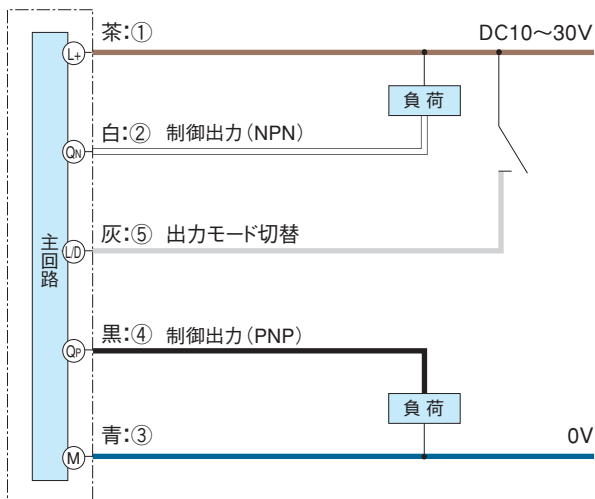 茶:① DC10～30V
L+
負荷
白:② 制御出力(NPN)
QN
灰:⑤ 出力モード切替
L/D
主回路
黒:④ 制御出力(PNP)
QP
負荷
青:③ 0V
M